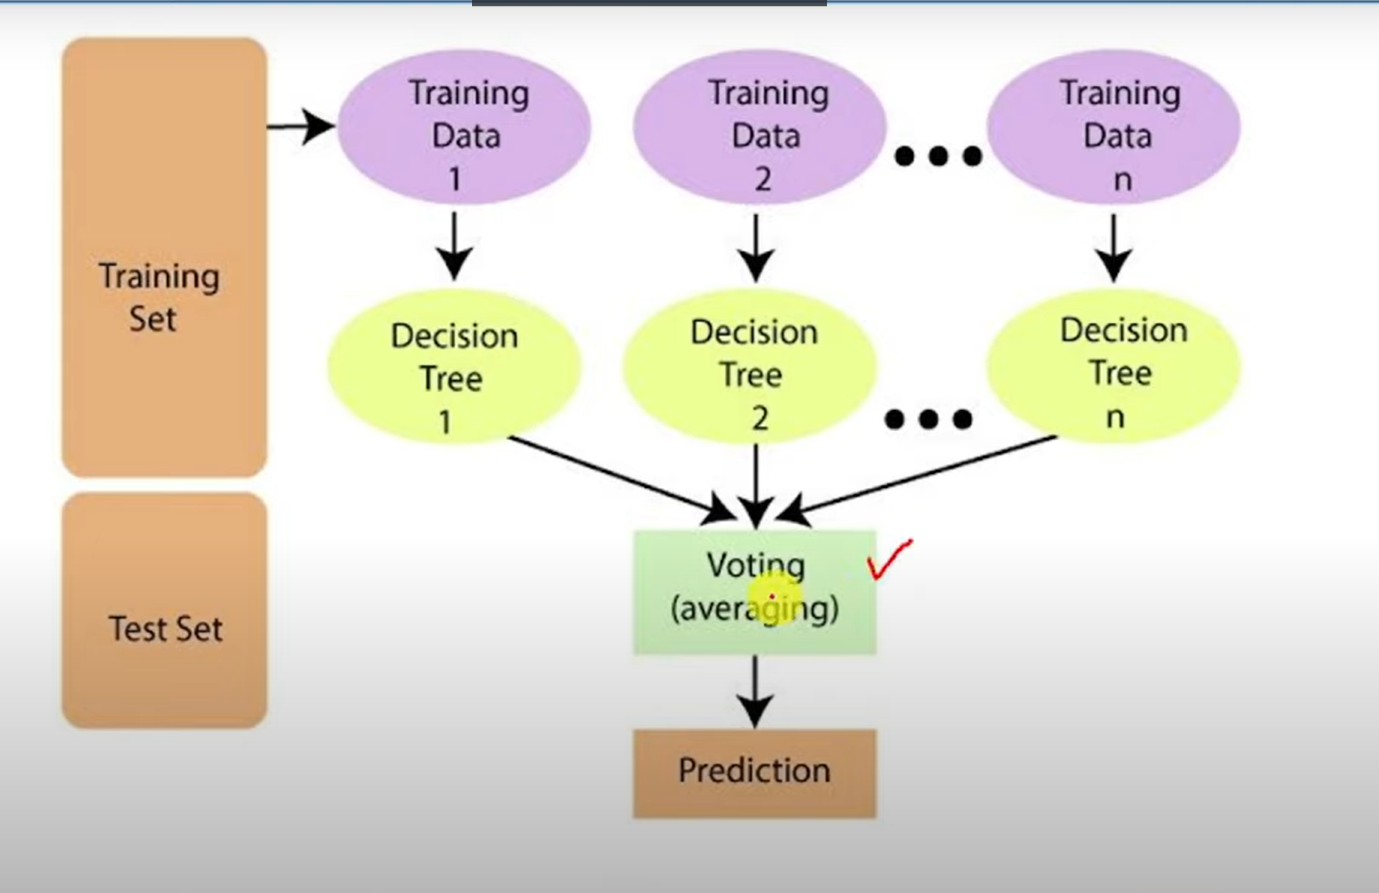 Training
Set
Test Set
Training
Data
1
Training
Data
2
Training
Data
n
Decision
Tree
1
Decision
Tree
2
Decision
Tree
n
Voting
(averaging)
Prediction